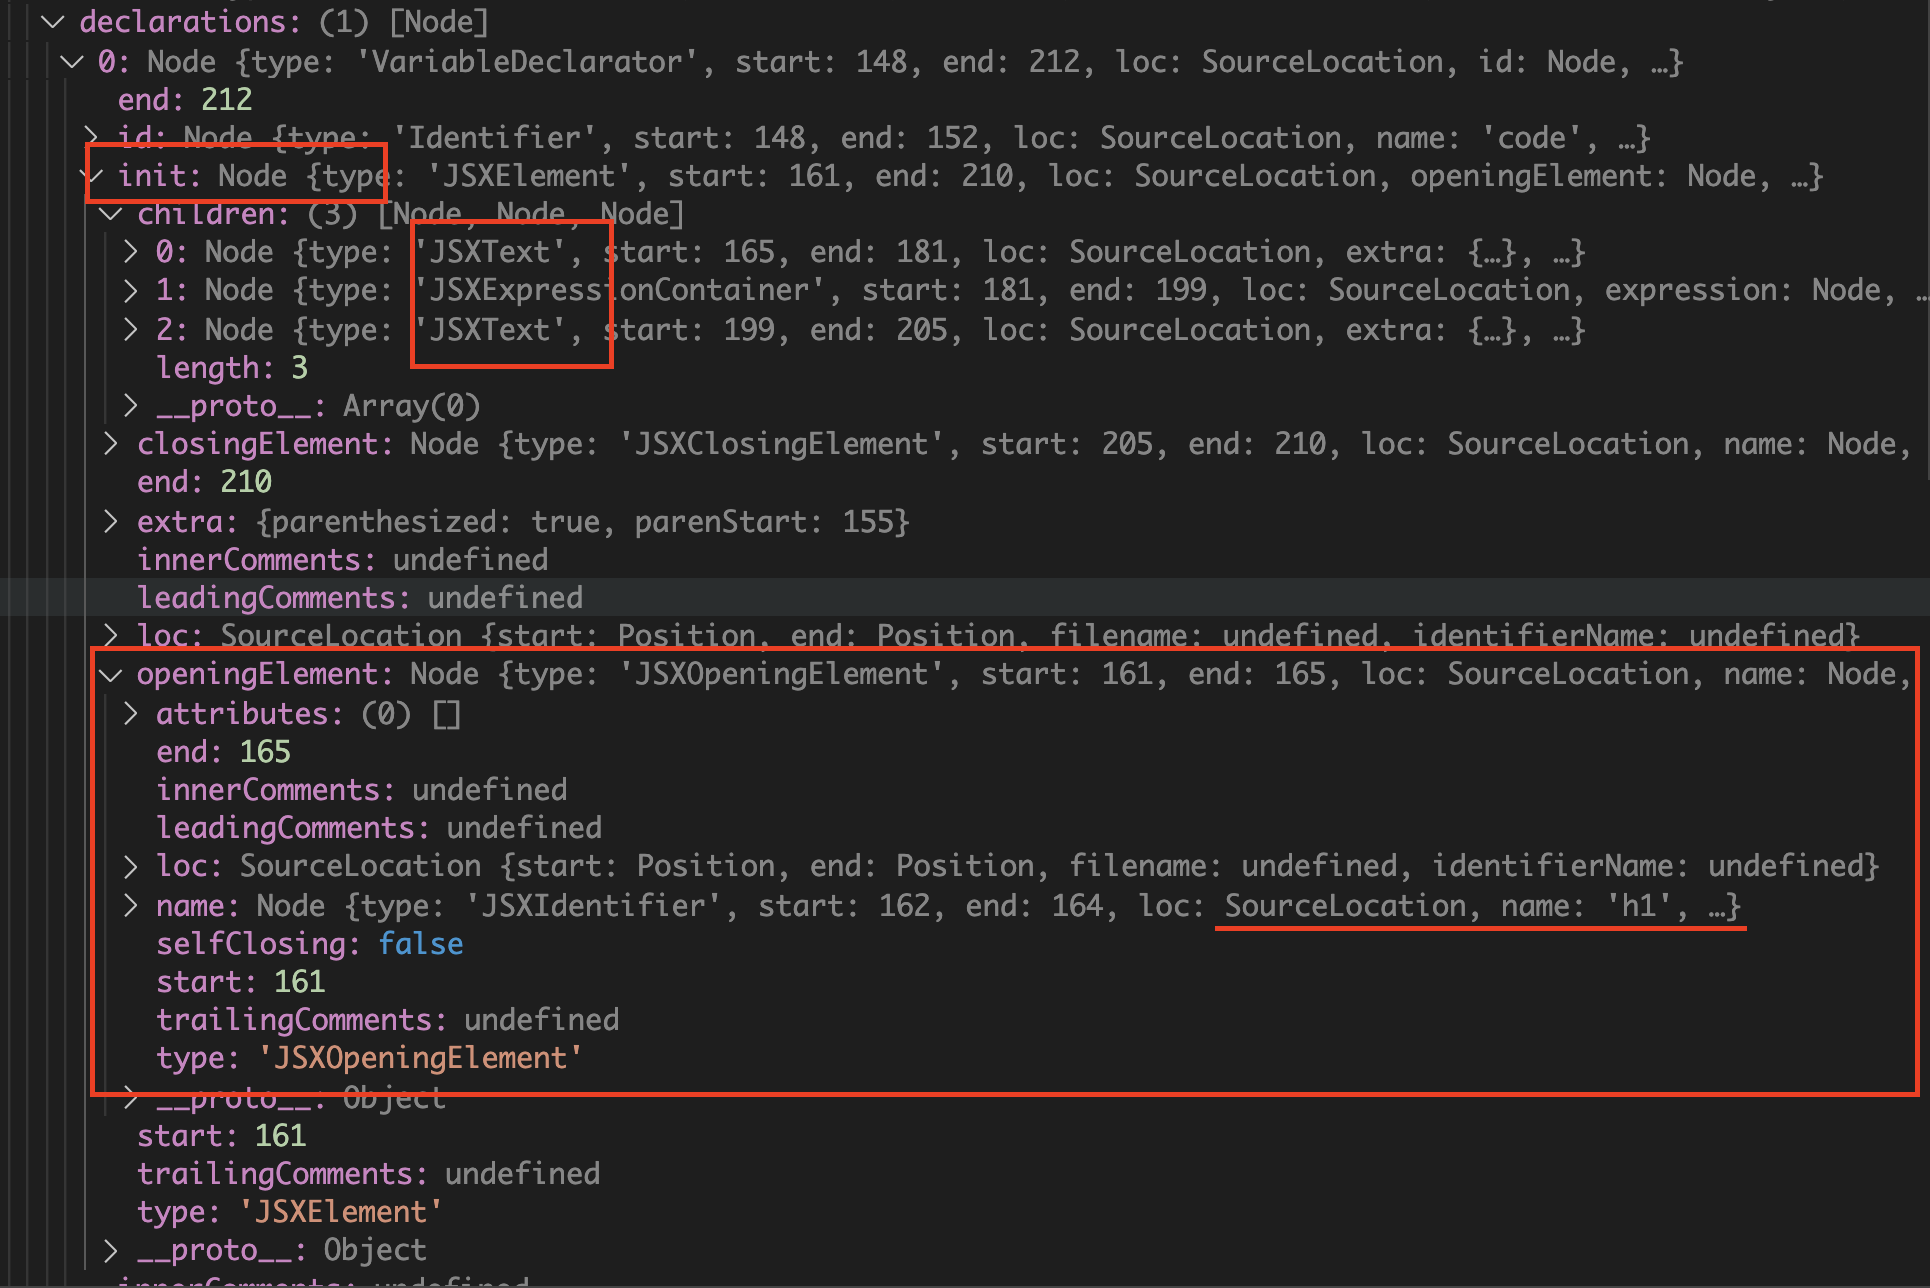 declarations: (1) [Node]
0: Node {type: 'VariableDeclarator', start: 148, end: 212, loc: SourceLocation, id: Node, …}
end: 212
id: Node {type: 'Identifier', start: 148, end: 152, loc: SourceLocation, name: 'code', …}
init: Node {type: 'JSXElement', start: 161, end: 210, loc: SourceLocation, openingElement: Node, …}
children: (3) [Node, Node, Node]
0: Node {type: 'JSXText', start: 165, end: 181, loc: SourceLocation, extra: {…}, …}
1: Node {type: 'JSXExpressionContainer', start: 181, end: 199, loc: SourceLocation, expression: Node, …
2: Node {type: 'JSXText', start: 199, end: 205, loc: SourceLocation, extra: {…}, …}
length: 3
__proto__: Array(0)
closingElement: Node {type: 'JSXClosingElement', start: 205, end: 210, loc: SourceLocation, name: Node,
end: 210
extra: {parenthesized: true, parenStart: 155}
innerComments: undefined
leadingComments: undefined
loc: SourceLocation {start: Position, end: Position, filename: undefined, identifierName: undefined}
openingElement: Node {type: 'JSXOpeningElement', start: 161, end: 165, loc: SourceLocation, name: Node,
attributes: (0) []
end: 165
innerComments: undefined
leadingComments: undefined
loc: SourceLocation {start: Position, end: Position, filename: undefined, identifierName: undefined}
name: Node {type: 'JSXIdentifier', start: 162, end: 164, loc: SourceLocation, name: 'h1', …}
selfClosing: false
start: 161
trailingComments: undefined
type: 'JSXOpeningElement'
__proto__: Object
start: 161
trailingComments: undefined
type: 'JSXElement'
__proto__: Object
innerComments: undefined